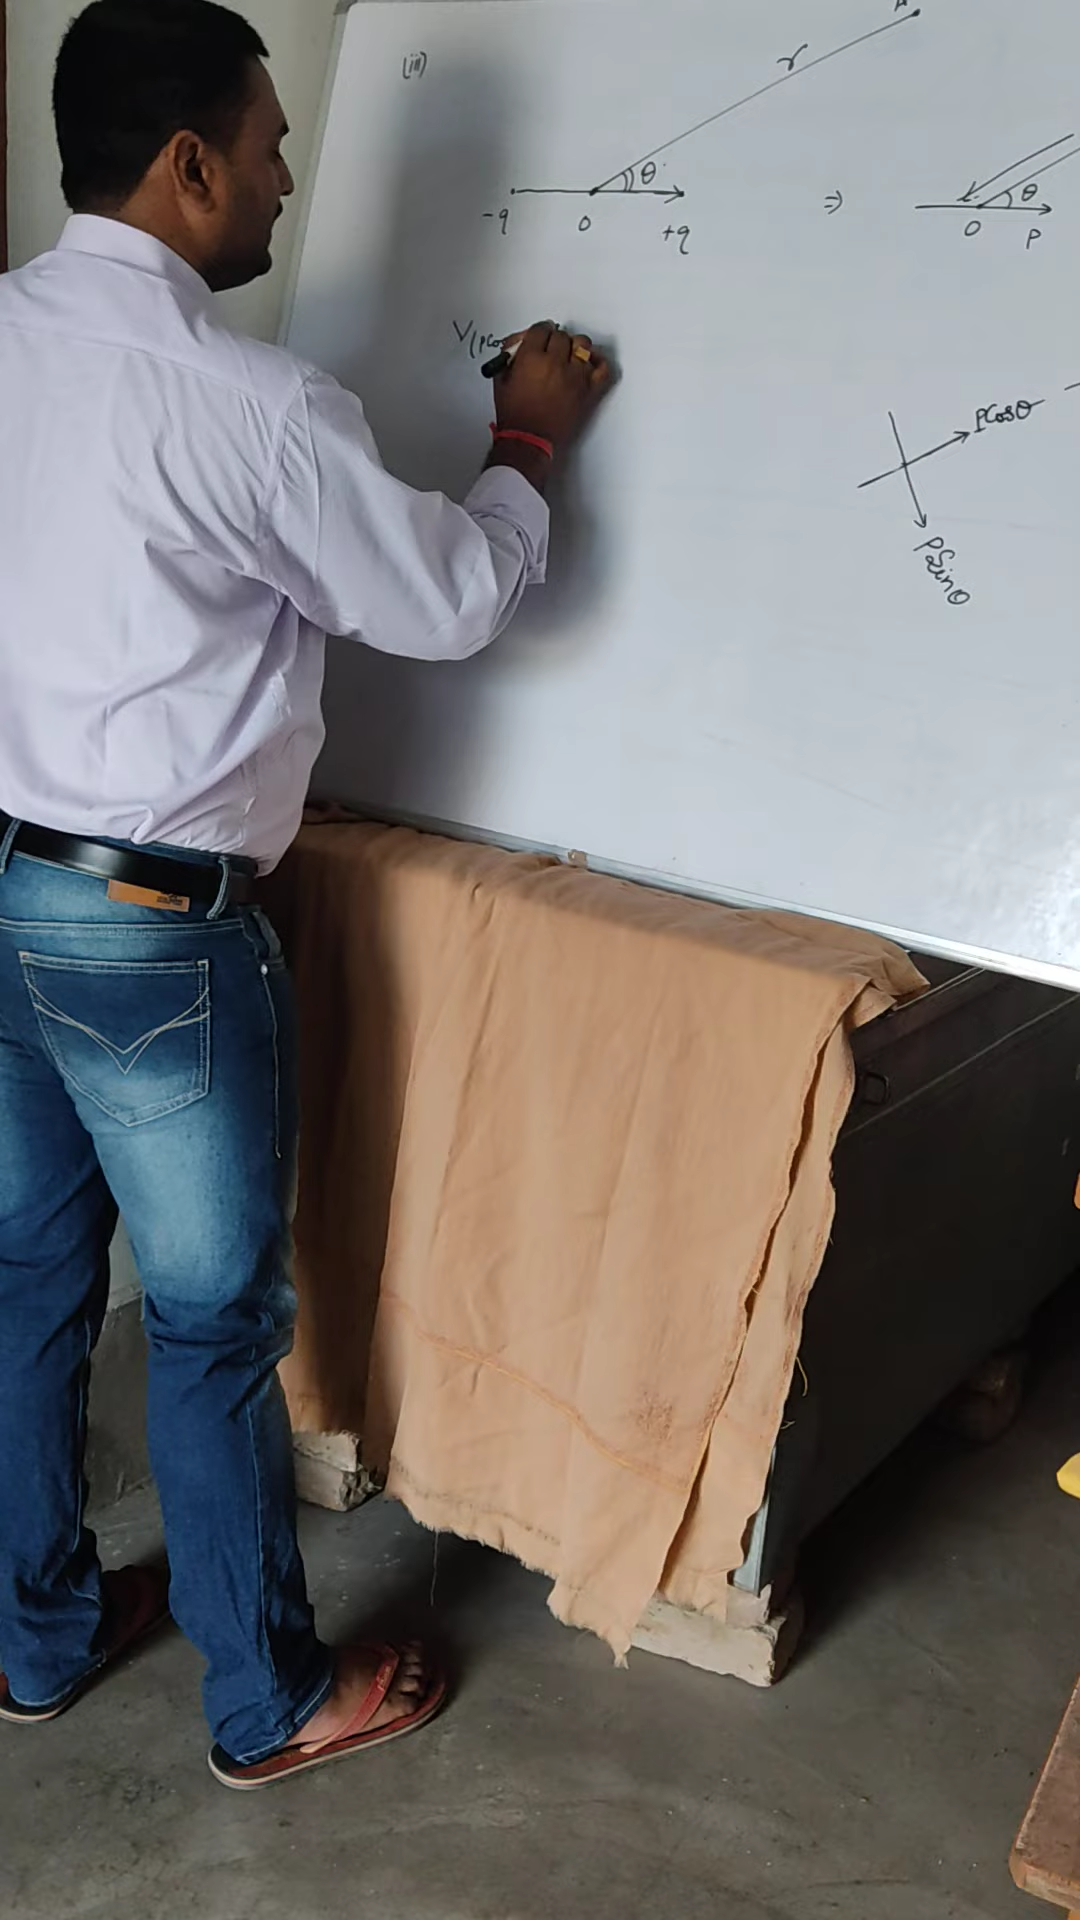 (iii)
r
θ
-q
O
+q
⇒
θ
O
P
V(pcos
PCosθ
PSinθ